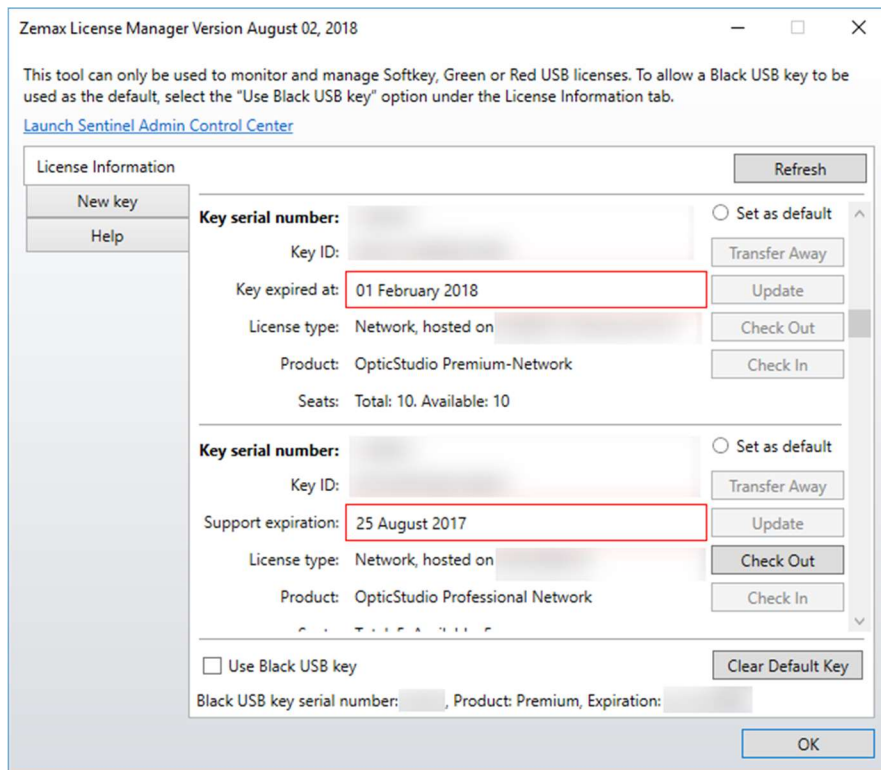 Zemax License Manager Version August 02, 2018
This tool can only be used to monitor and manage Softkey, Green or Red USB licenses. To allow a Black USB key to be
used as the default, select the “Use Black USB key” option under the License Information tab.
Launch Sentinel Admin Control Center
License Information
Refresh
New key
Help
Key serial number:
Set as default
Key ID:
Transfer Away
Key expired at: 01 February 2018
Update
License type: Network, hosted on
Check Out
Product: OpticStudio Premium-Network
Check In
Seats: Total: 10. Available: 10
Key serial number:
Set as default
Key ID:
Transfer Away
Support expiration: 25 August 2017
Update
License type: Network, hosted on
Check Out
Product: OpticStudio Professional Network
Check In
Use Black USB key
Clear Default Key
Black USB key serial number: , Product: Premium, Expiration:
OK